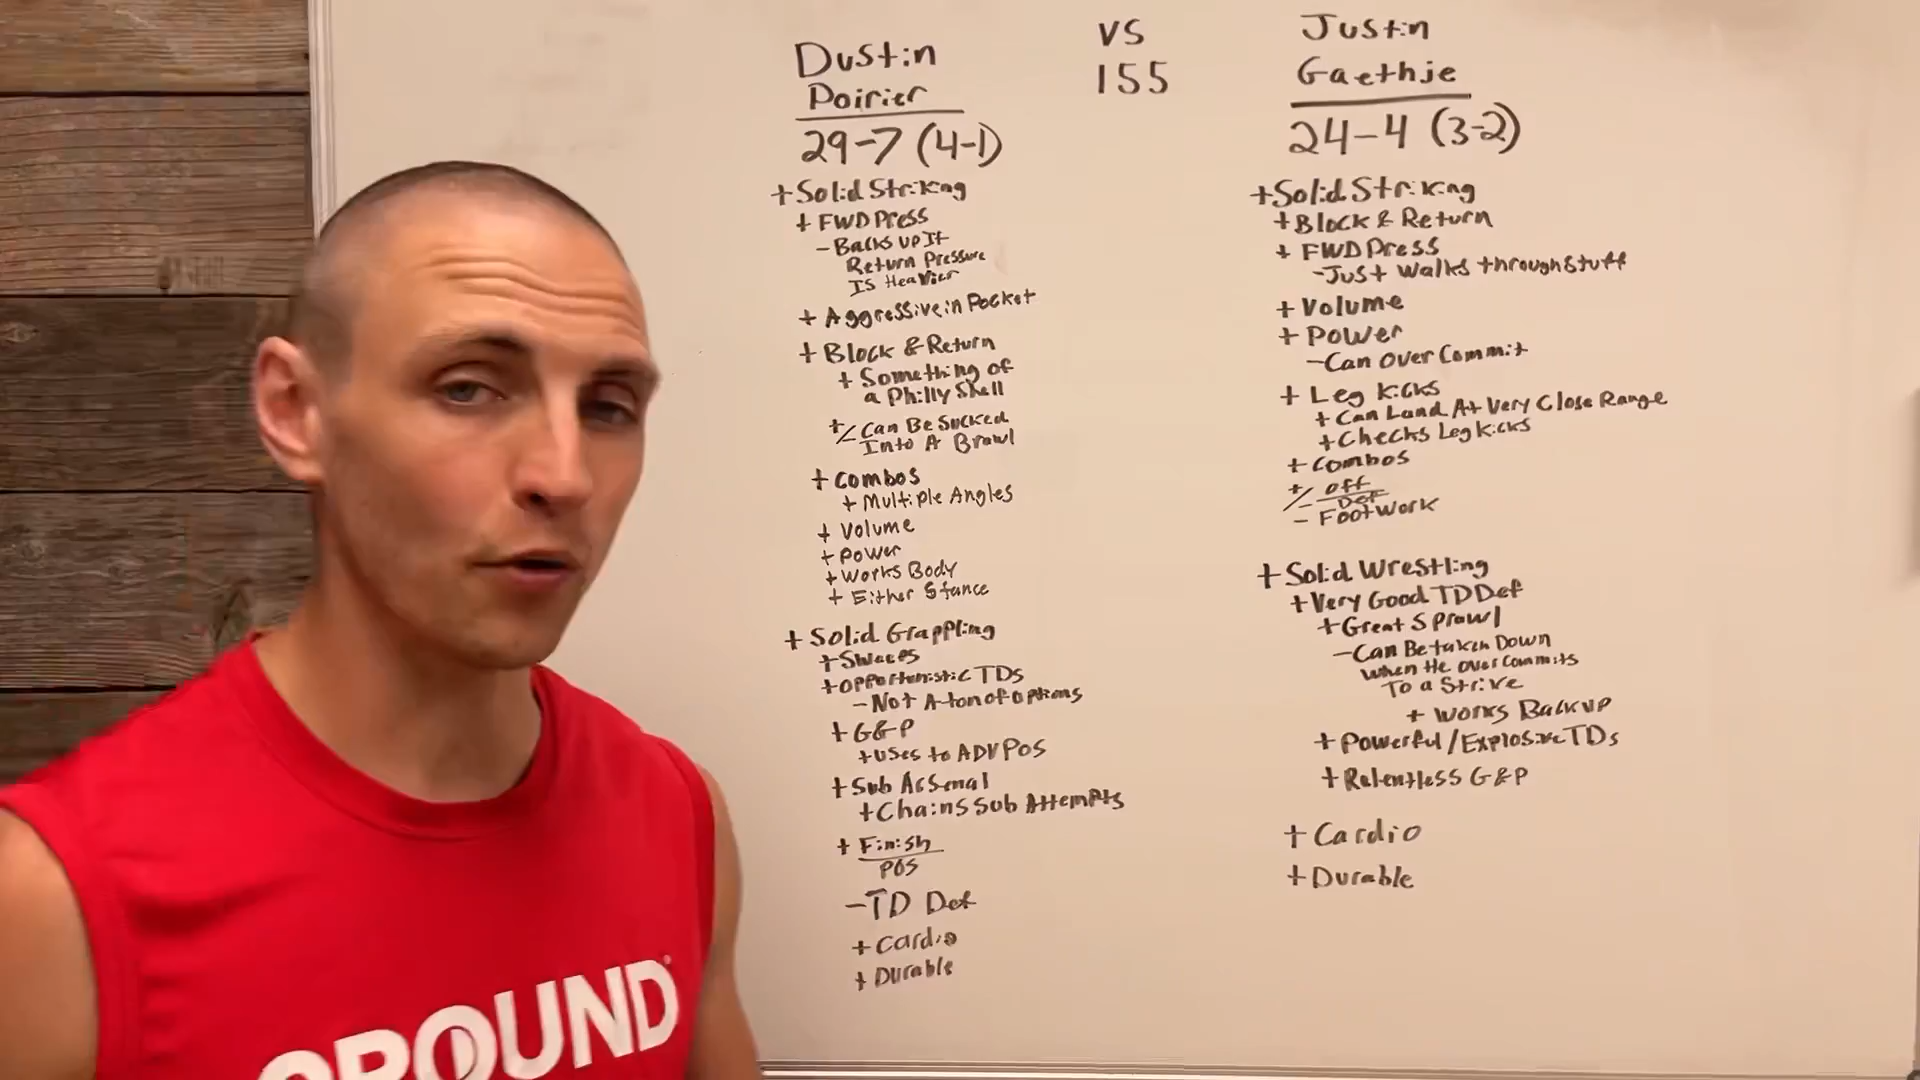 Dustin
Poirier
29-7 (4-1)
+ Solid Striking
+ FWD Press
- Backs Up If
Return Pressure
Is Heavier
+ Aggressive in Pocket
+ Block & Return
+ Something of
a Philly Shell
+/- Can Be Sucked
Into A Brawl
+ Combos
+ Multiple Angles
+ Volume
+ Power
+ Works Body
+ Either Stance
+ Solid Grappling
+ Sweeps
+ Opportunistic TDs
- Not A ton of options
+ G&P
+ Uses to ADV POS
+ Sub Arsenal
+ Chains Sub Attempts
+ Finish
POS
- TD Def
+ Cardio
+ Durable
VS
155
Justin
Gaethje
24-4 (3-2)
+ Solid Striking
+ Block & Return
+ FWD Press
- Just Walks through stuff
+ Volume
+ Power
- Can Over Commit
+ Leg Kicks
+ Can Land At Very Close Range
+ Checks Leg Kicks
+ Combos
+/- Off
Def
- Footwork
+ Solid Wrestling
+ Very Good TD Def
+ Great Sprawl
- Can Be taken Down
When He Over Commits
To a Strike
+ Works Back up
+ Powerful/Explosive TDs
+ Relentless G&P
+ Cardio
+ Durable
GROUND